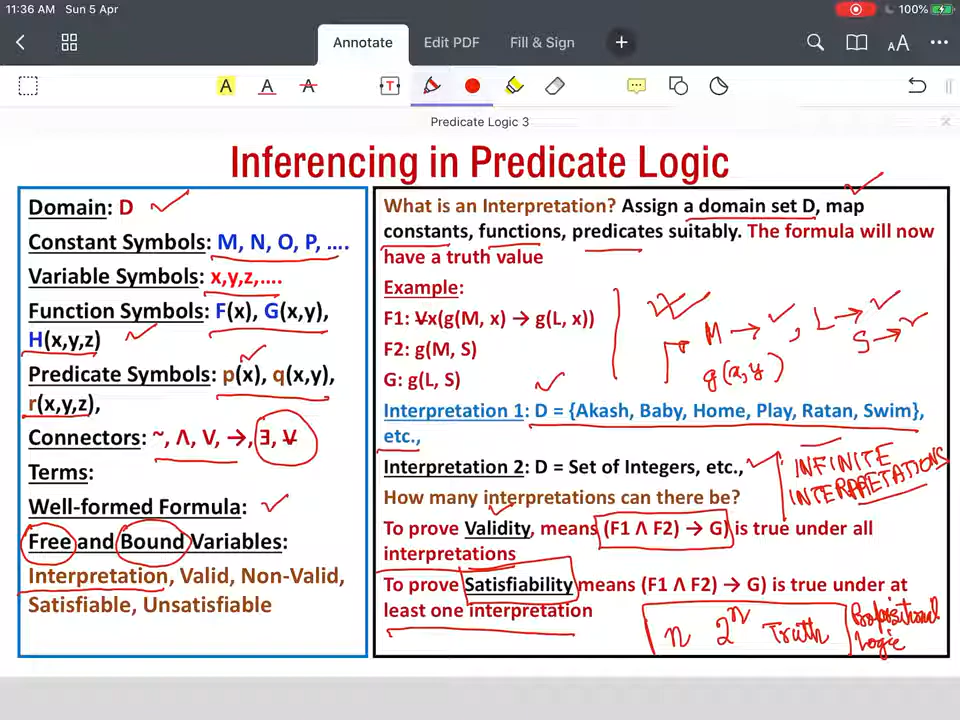 11:36 AM Sun 5 Apr
100%
Annotate Edit PDF Fill & Sign +
A A A T AA
Predicate Logic 3
Inferencing in Predicate Logic
Domain: D
Constant Symbols: M, N, O, P, ....
Variable Symbols: x,y,z,....
Function Symbols: F(x), G(x,y),
H(x,y,z)
Predicate Symbols: p(x), q(x,y),
r(x,y,z),
Connectors: ~, Λ, V, →, ∃, ∀
Terms:
Well-formed Formula:
Free and Bound Variables:
Interpretation, Valid, Non-Valid,
Satisfiable, Unsatisfiable
What is an Interpretation? Assign a domain set D, map
constants, functions, predicates suitably. The formula will now
have a truth value
Example:
F1: ∀x(g(M, x) → g(L, x))
F2: g(M, S)
G: g(L, S)
M → , L →
S →
g(x,y)
Interpretation 1: D = {Akash, Baby, Home, Play, Ratan, Swim},
etc.,
Interpretation 2: D = Set of Integers, etc.,
INFINITE
INTERPRETATIONS
How many interpretations can there be?
To prove Validity, means (F1 Λ F2) → G) is true under all
interpretations
To prove Satisfiability means (F1 Λ F2) → G) is true under at
least one interpretation
n 2^n Truth
Propositional
Logic